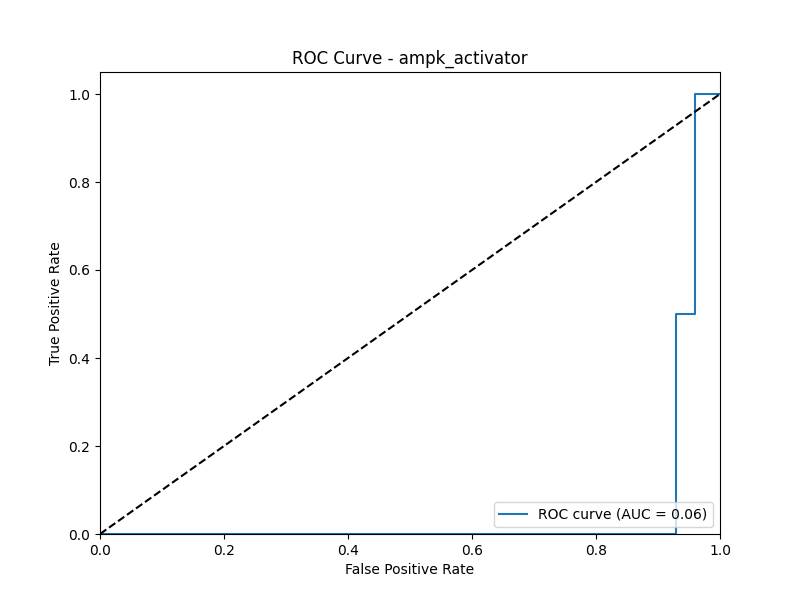 ROC Curve - ampk_activator
True Positive Rate
1.0
0.8
0.6
0.4
0.2
0.0
0.0 0.2 0.4 0.6 0.8 1.0
False Positive Rate
ROC curve (AUC = 0.06)